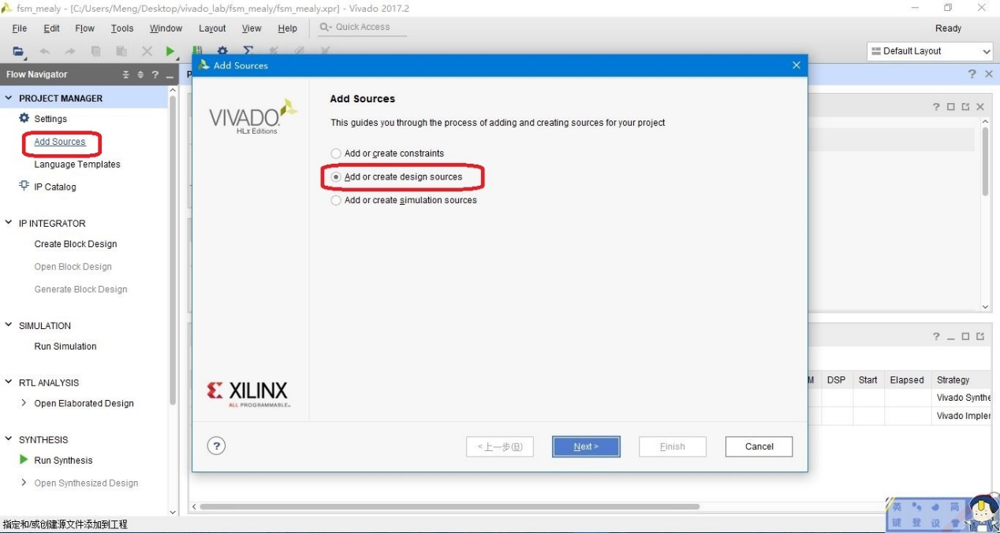 fsm_mealy - [C:/Users/Meng/Desktop/vivado_lab/fsm_mealy/fsm_mealy.xpr] - Vivado 2017.2
File Edit Flow Tools Window Layout View Help Quick Access Ready
Default Layout
Flow Navigator
Add Sources
PROJECT MANAGER
Settings
Add Sources
Language Templates
IP Catalog
IP INTEGRATOR
Create Block Design
Open Block Design
Generate Block Design
SIMULATION
Run Simulation
RTL ANALYSIS
Open Elaborated Design
SYNTHESIS
Run Synthesis
Open Synthesized Design
VIVADO
HLx Editions
Add Sources
This guides you through the process of adding and creating sources for your project
Add or create constraints
Add or create design sources
Add or create simulation sources
XILINX
ALL PROGRAMMABLE
<上一步(B) Next > Finish Cancel
DSP Start Elapsed Strategy
Vivado Synthe
Vivado Impler
英 简
键 登 设
指定和/或创建源文件添加到工程